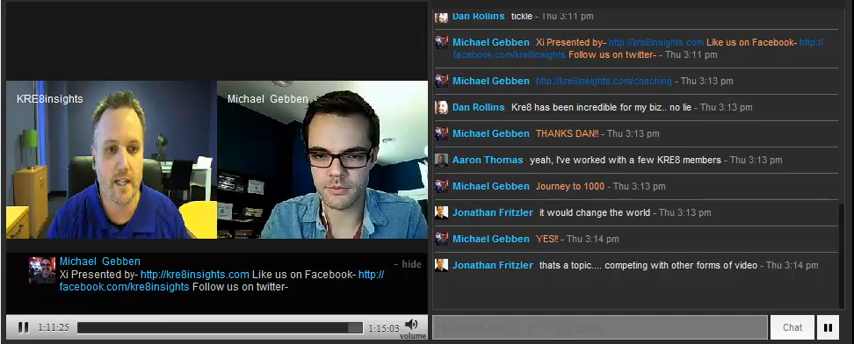 KRE8insights
Michael Gebben
Michael Gebben
Xi Presented by- http://kre8insights.com Like us on Facebook- http://
facebook.com/kre8insights Follow us on twitter-
– hide
1:11:25
1:15:03
volume
Dan Rollins tickle - Thu 3:11 pm
Michael Gebben Xi Presented by- http://kre8insights.com Like us on Facebook- http://
facebook.com/kre8insights Follow us on twitter- - Thu 3:11 pm
Michael Gebben http://kre8insights.com/coaching - Thu 3:13 pm
Dan Rollins Kre8 has been incredible for my biz.. no lie - Thu 3:13 pm
Michael Gebben THANKS DAN!! - Thu 3:13 pm
Aaron Thomas yeah, I've worked with a few KRE8 members - Thu 3:13 pm
Michael Gebben Journey to 1000 - Thu 3:13 pm
Jonathan Fritzler it would change the world - Thu 3:13 pm
Michael Gebben YES!! - Thu 3:14 pm
Jonathan Fritzler thats a topic.... competing with other forms of video - Thu 3:14 pm
Chat